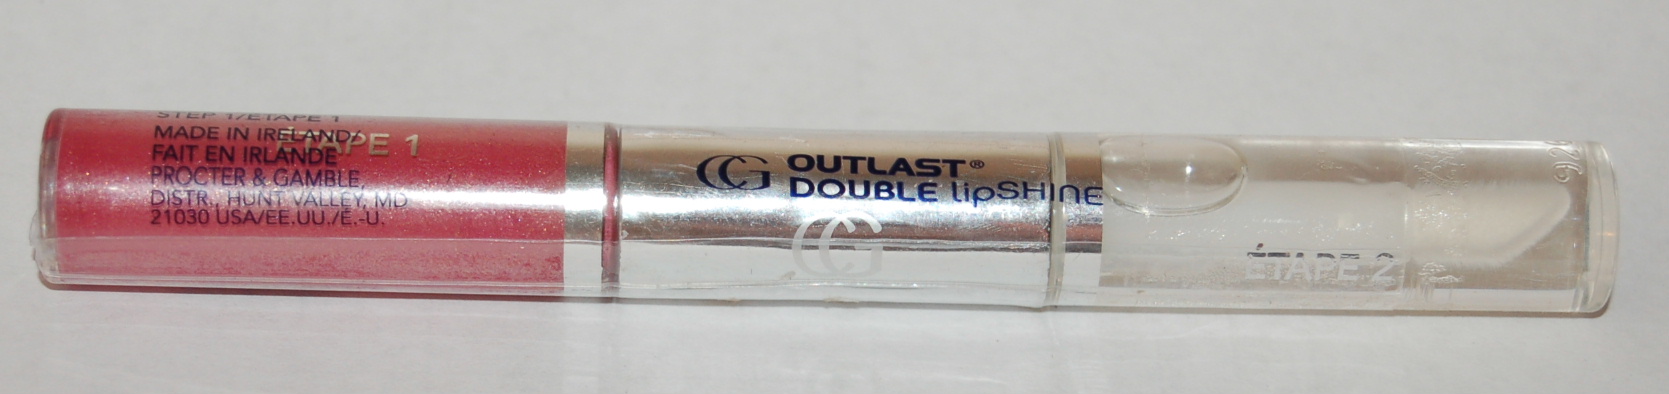 STEP 1/ÉTAPE 1
MADE IN IRELAND/
FAIT EN IRLANDE
PROCTER & GAMBLE,
DISTR., HUNT VALLEY, MD
21030 USA/EE.UU./É.-U.
ÉTAPE 1
CG OUTLAST®
DOUBLE lipSHINE
CG
ÉTAPE 2